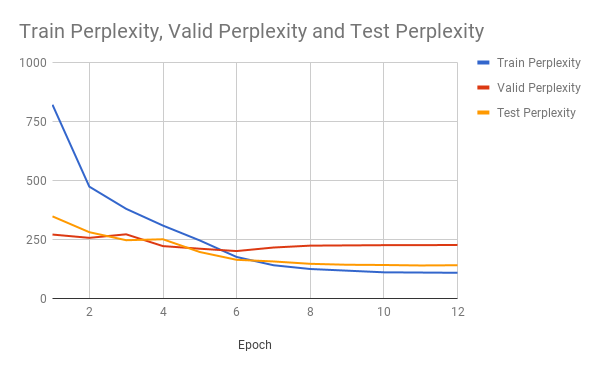 Train Perplexity, Valid Perplexity and Test Perplexity
1000
750
500
250
0
2 4 6 8 10 12
Epoch
Train Perplexity
Valid Perplexity
Test Perplexity